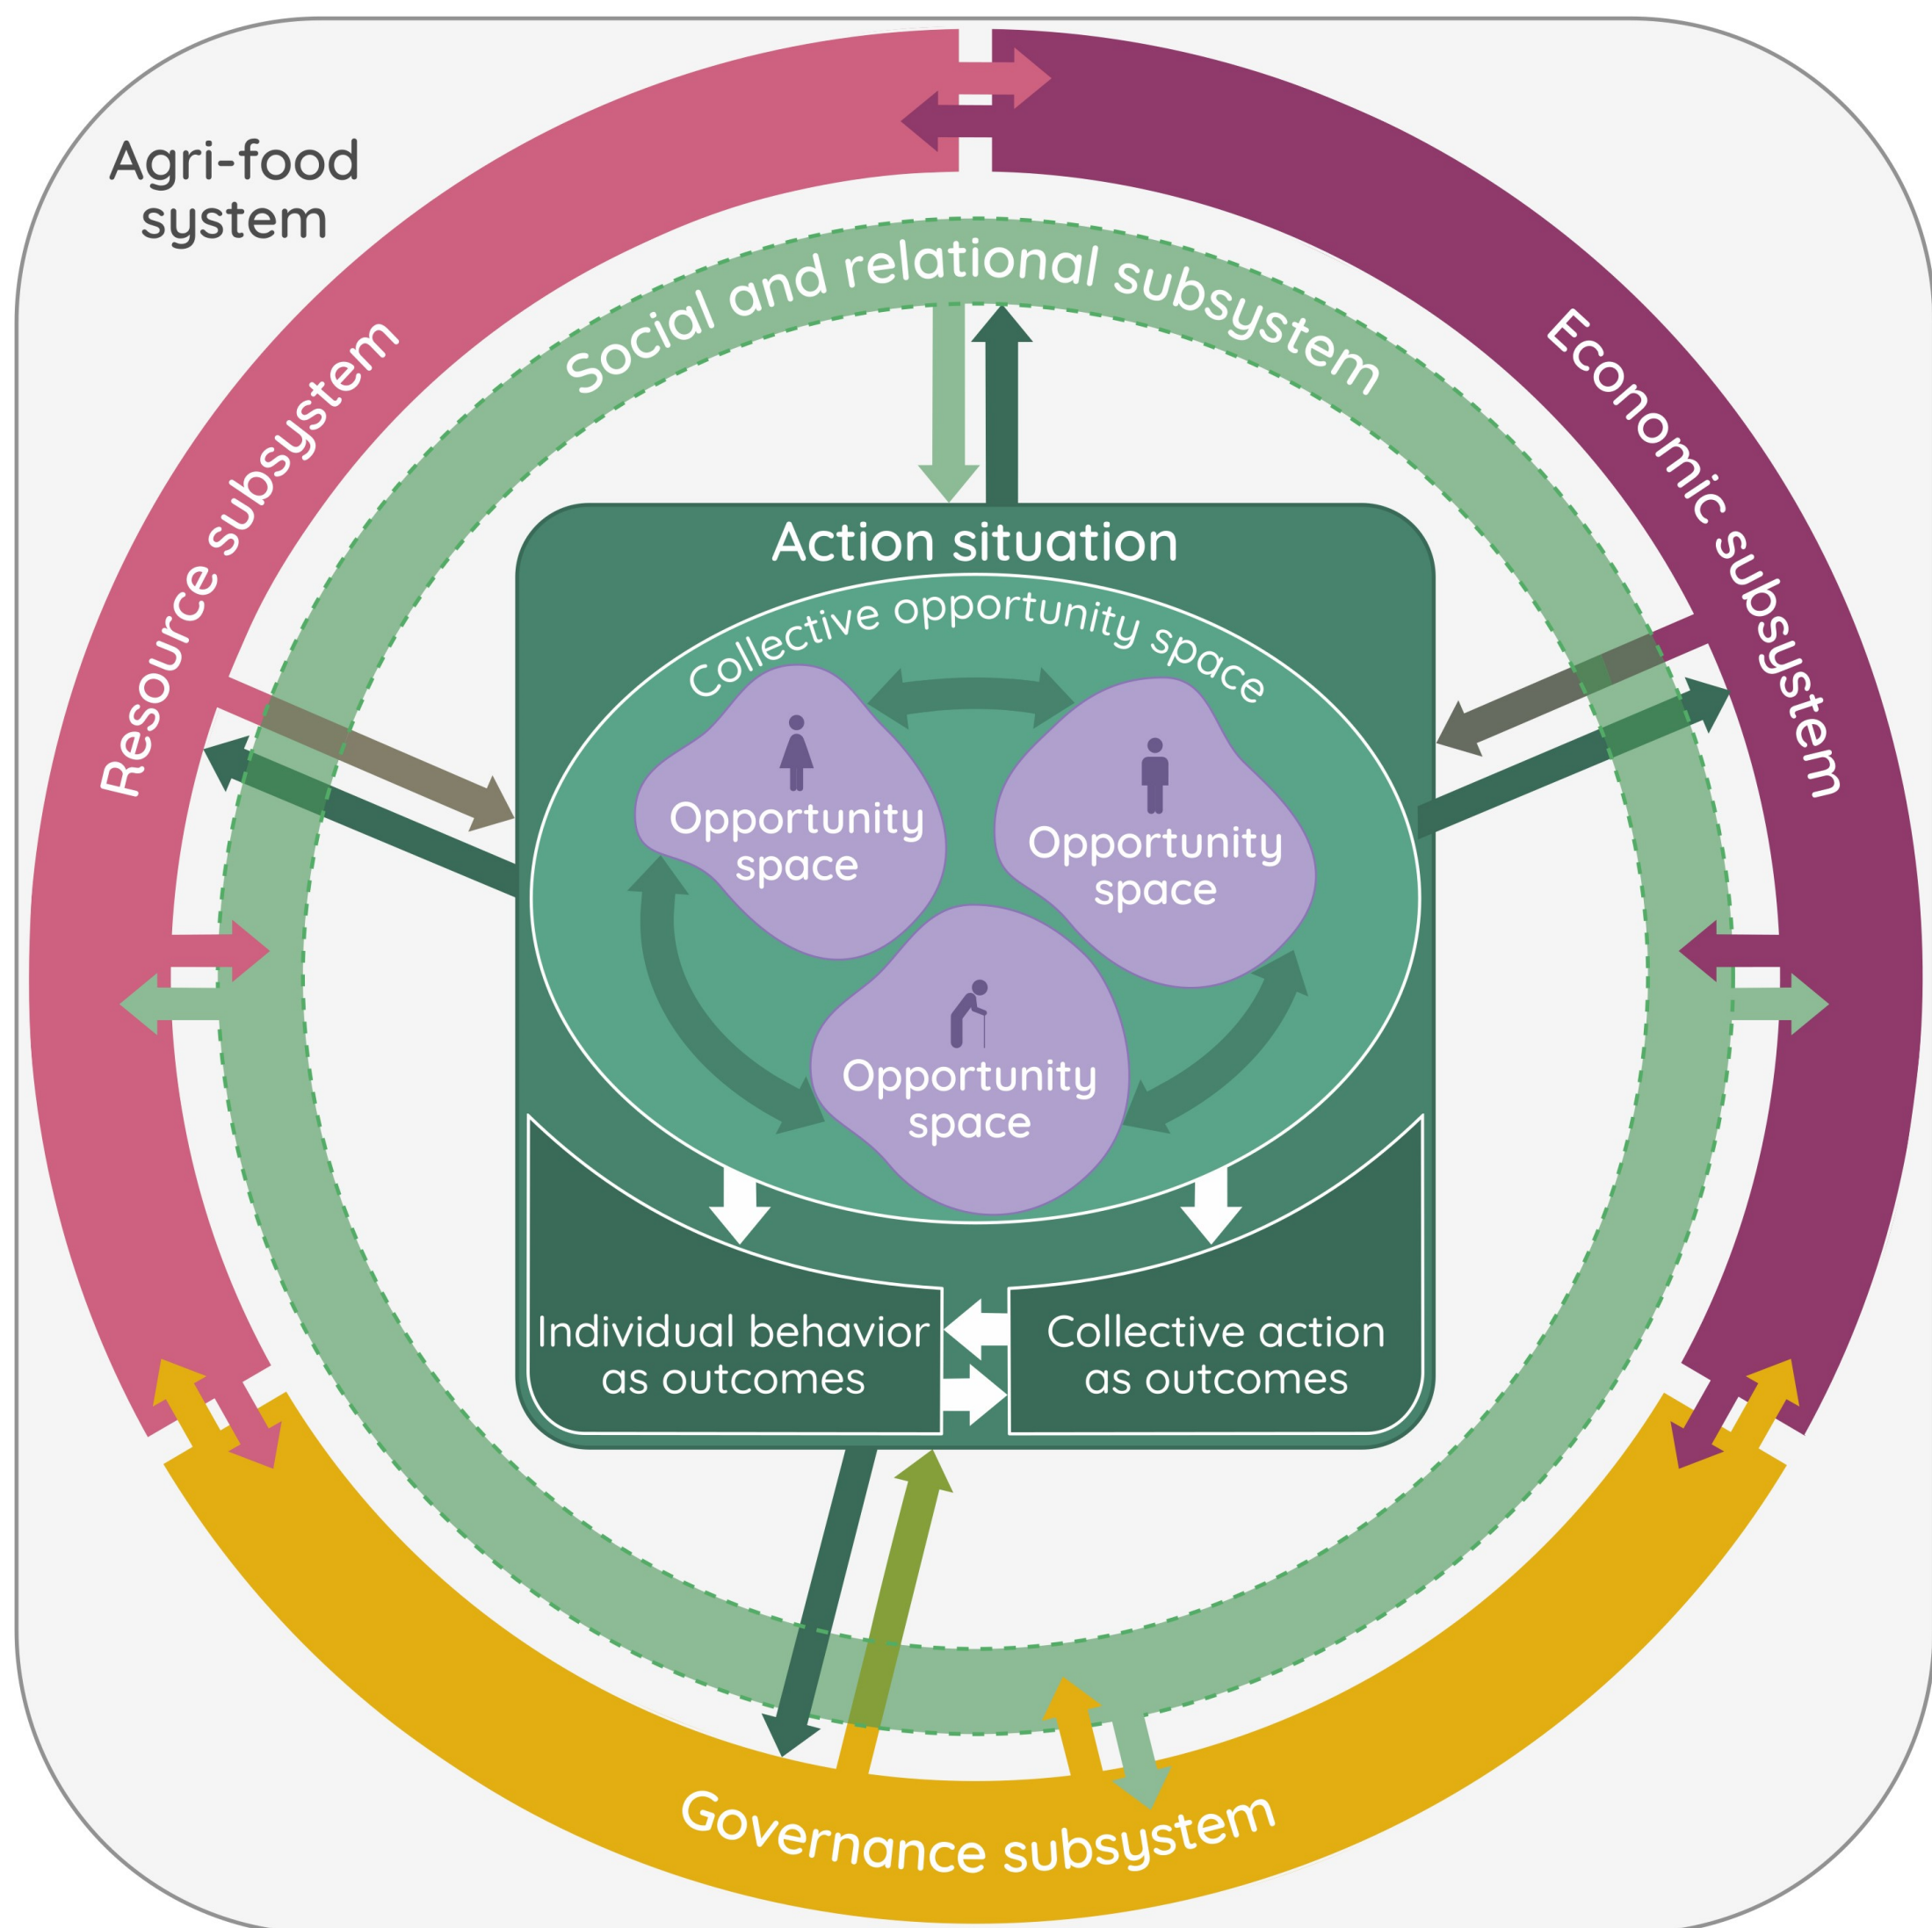 Agri-food
system
Resource subsystem
Social and relational subsystem
Economic subsystem
Action situation
Collective opportunity space
Opportunity
space
Opportunity
space
Opportunity
space
Individual behavior
as outcomes
Collective action
as outcomes
Governance subsystem